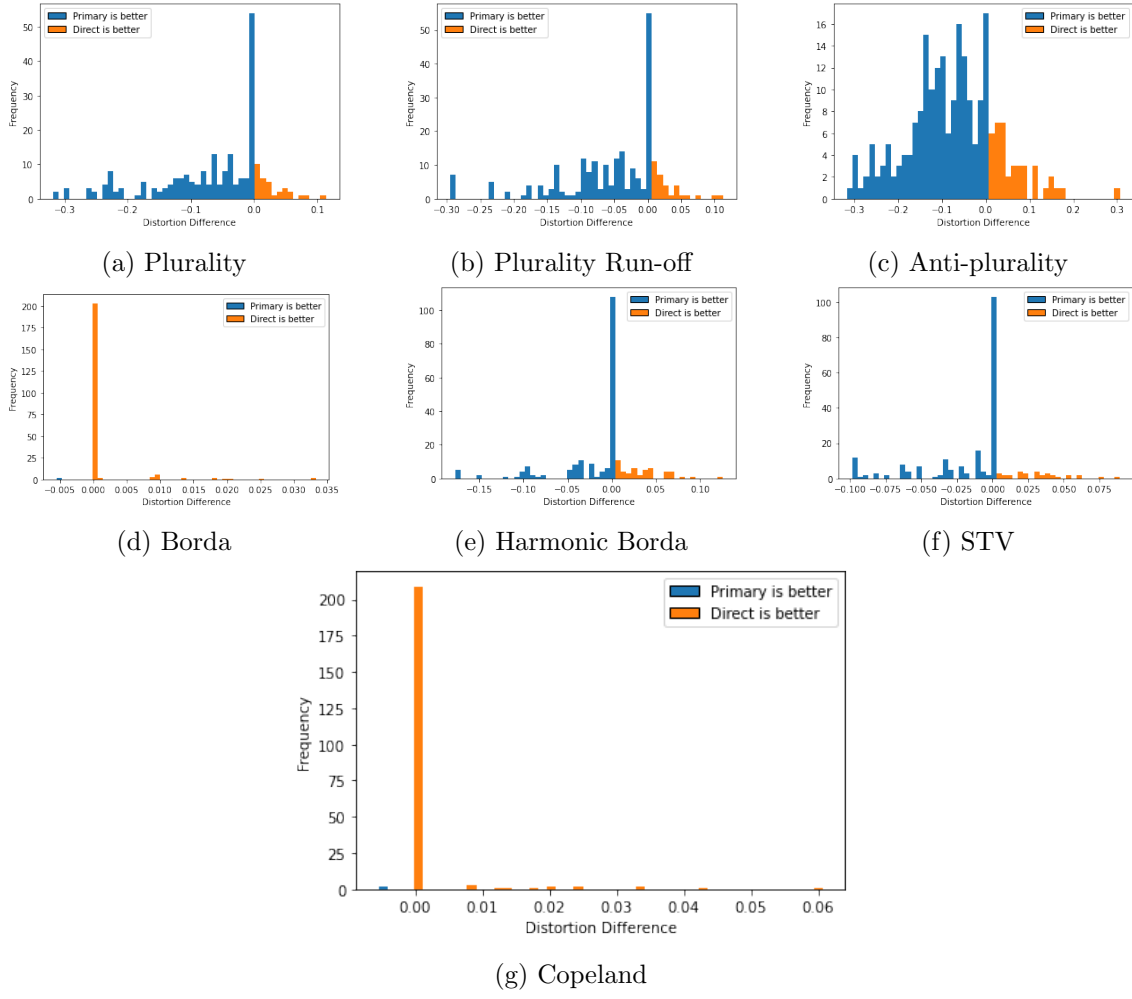 Primary is better
Direct is better
Frequency
50
40
30
20
10
0
−0.3 −0.2 −0.1 0.0 0.1
Distortion Difference
(a) Plurality
Primary is better
Direct is better
Frequency
50
40
30
20
10
0
−0.30 −0.25 −0.20 −0.15 −0.10 −0.05 0.00 0.05 0.10
Distortion Difference
(b) Plurality Run-off
Primary is better
Direct is better
Frequency
16
14
12
10
8
6
4
2
0
−0.3 −0.2 −0.1 0.0 0.1 0.2 0.3
Distortion Difference
(c) Anti-plurality
Primary is better
Direct is better
Frequency
200
175
150
125
100
75
50
25
0
−0.005 0.000 0.005 0.010 0.015 0.020 0.025 0.030 0.035
Distortion Difference
(d) Borda
Primary is better
Direct is better
Frequency
100
80
60
40
20
0
−0.15 −0.10 −0.05 0.00 0.05 0.10
Distortion Difference
(e) Harmonic Borda
Primary is better
Direct is better
Frequency
100
80
60
40
20
0
−0.100 −0.075 −0.050 −0.025 0.000 0.025 0.050 0.075
Distortion Difference
(f) STV
Primary is better
Direct is better
Frequency
200
175
150
125
100
75
50
25
0
0.00 0.01 0.02 0.03 0.04 0.05 0.06
Distortion Difference
(g) Copeland